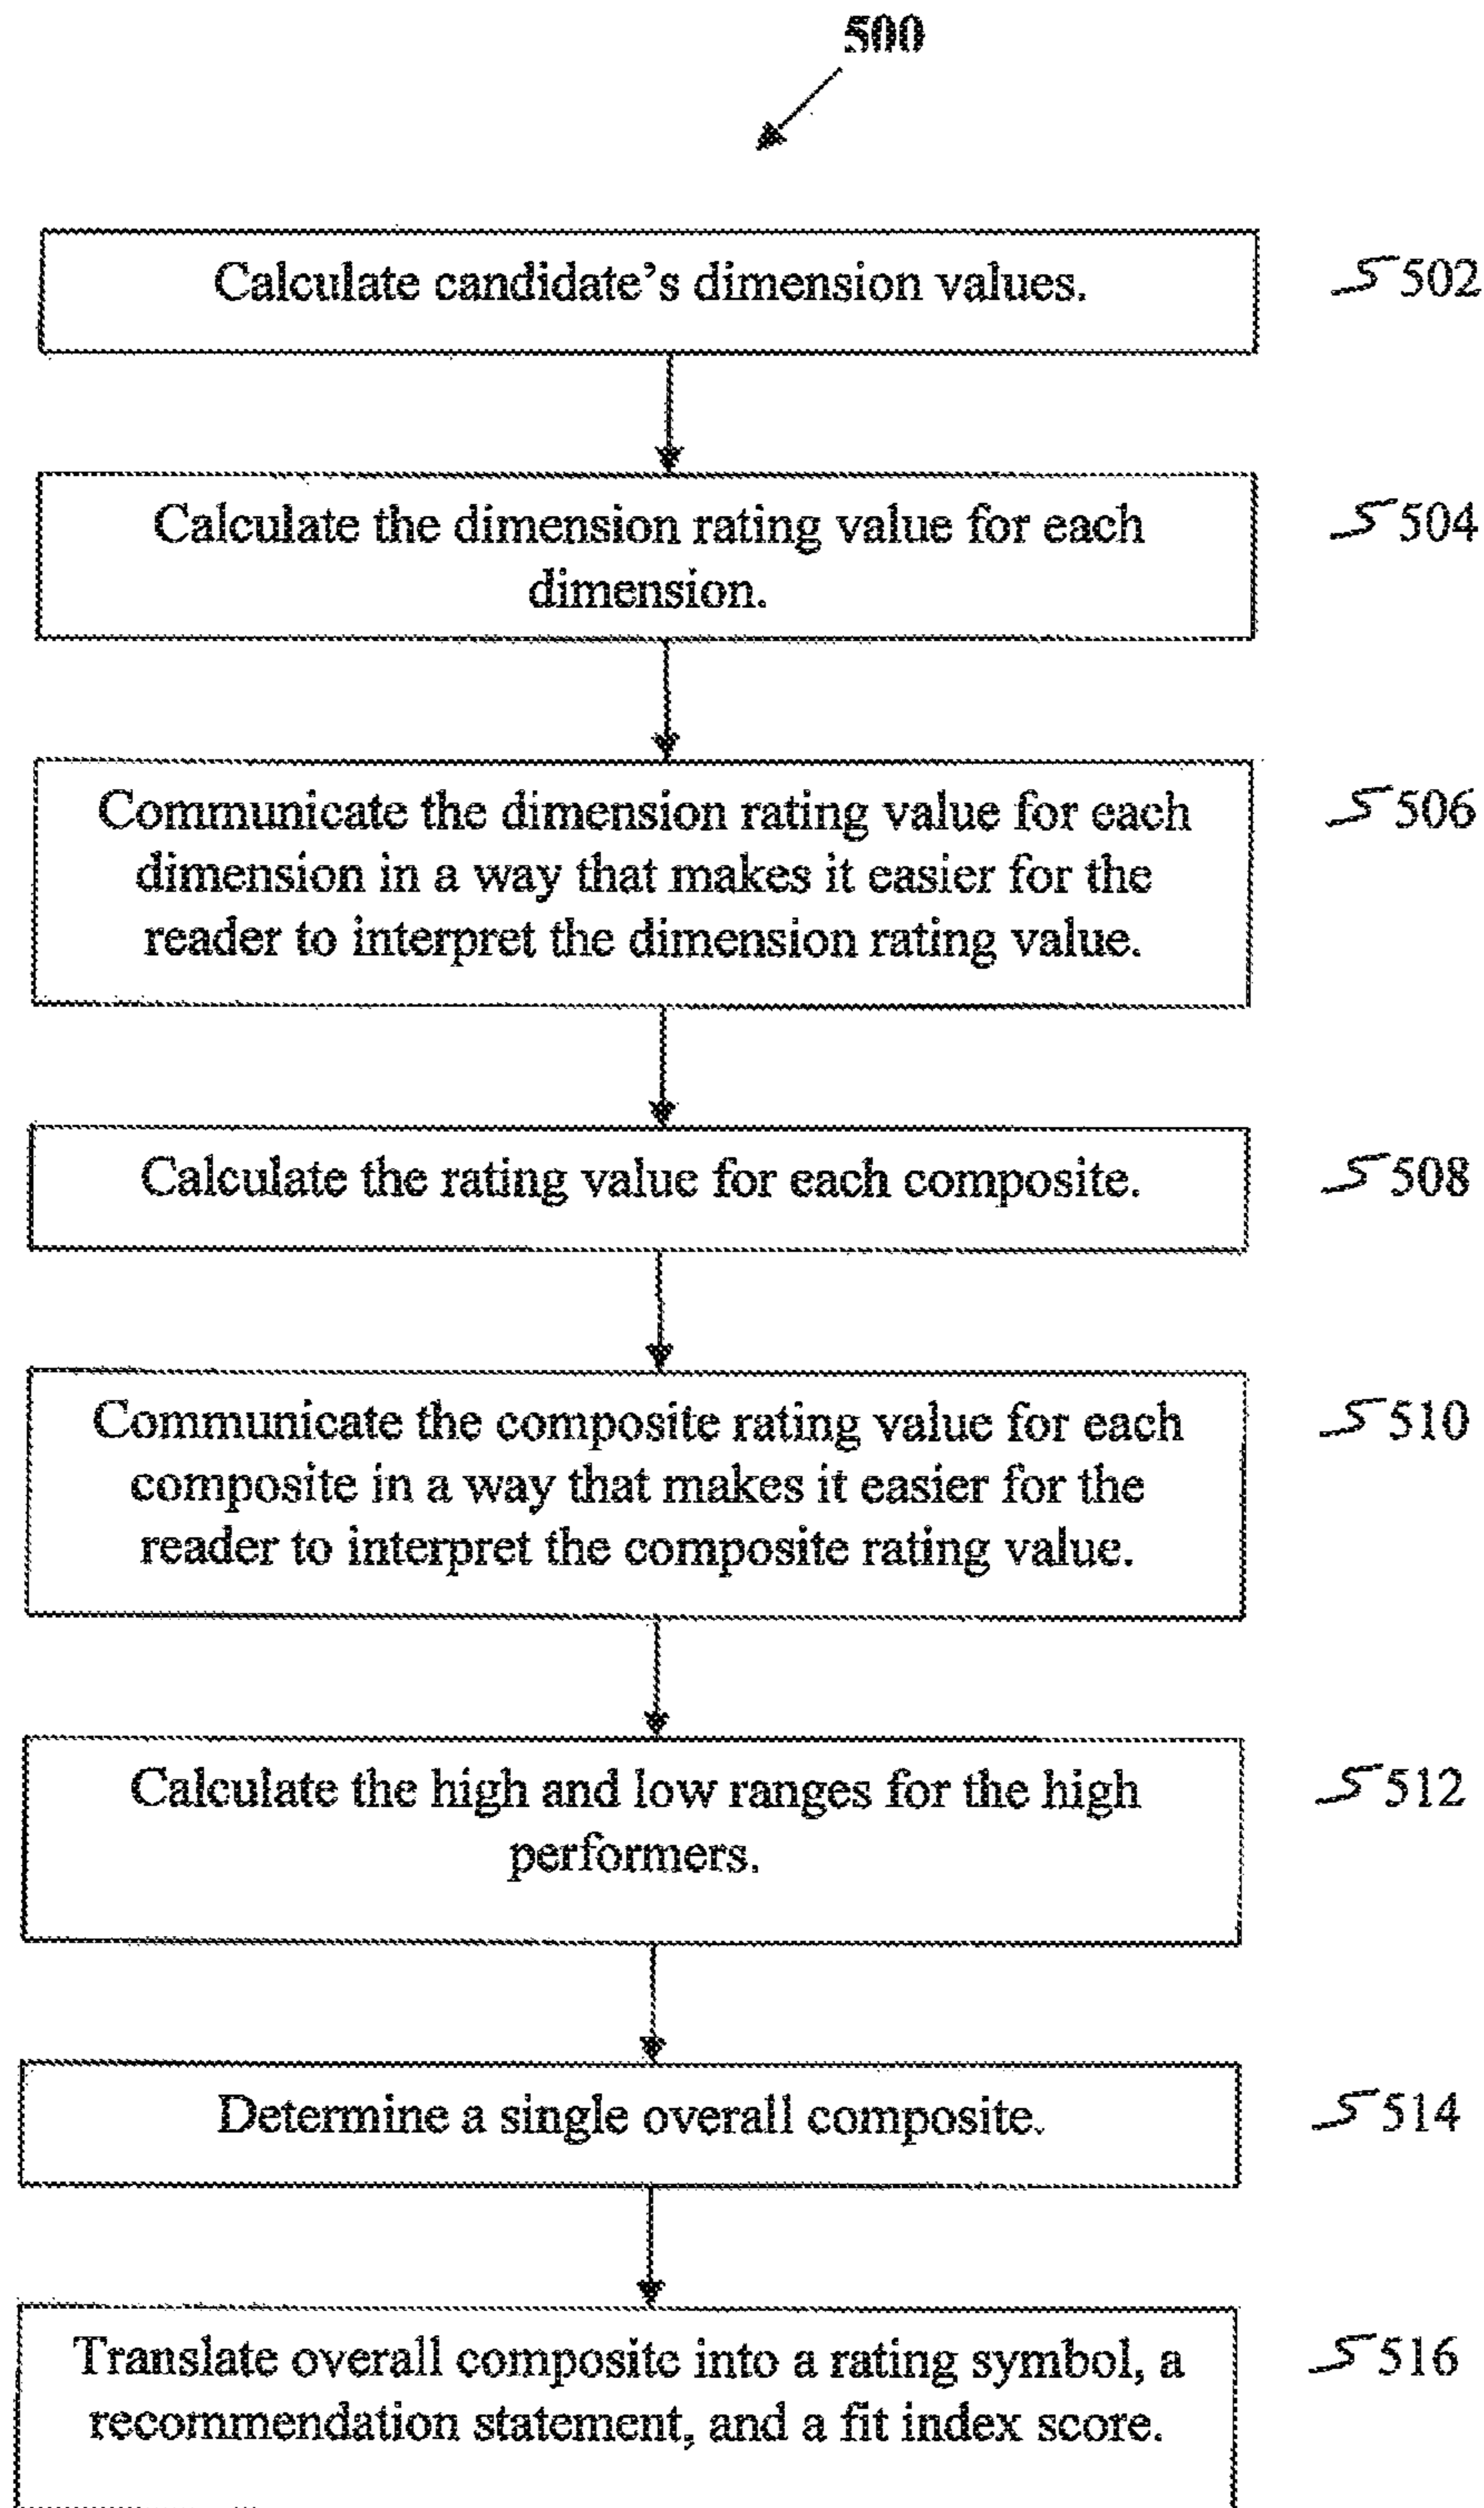 500
Calculate candidate's dimension values.
502
Calculate the dimension rating value for each
dimension.
504
Communicate the dimension rating value for each
dimension in a way that makes it easier for the
reader to interpret the dimension rating value.
506
Calculate the rating value for each composite.
508
Communicate the composite rating value for each
composite in a way that makes it easier for the
reader to interpret the composite rating value.
510
Calculate the high and low ranges for the high
performers.
512
Determine a single overall composite.
514
Translate overall composite into a rating symbol, a
recommendation statement, and a fit index score.
516